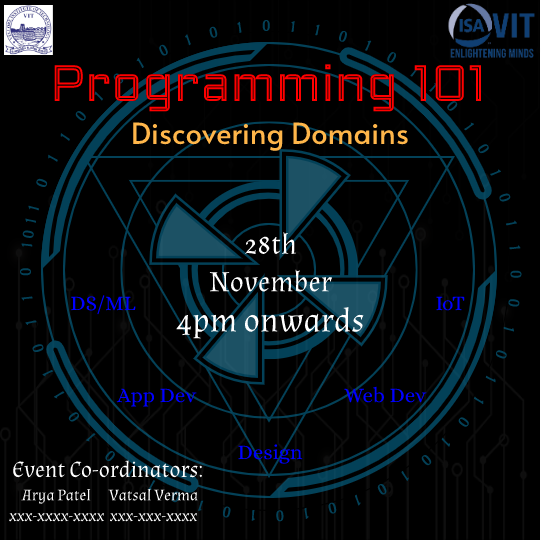 VIT
ISA VIT
ENLIGHTENING MINDS
Programming 101
Discovering Domains
28th
November
4pm onwards
DS/ML
IoT
App Dev
Web Dev
Design
Event Co-ordinators:
Arya Patel Vatsal Verma
xxx-xxxx-xxxx xxx-xxx-xxxx